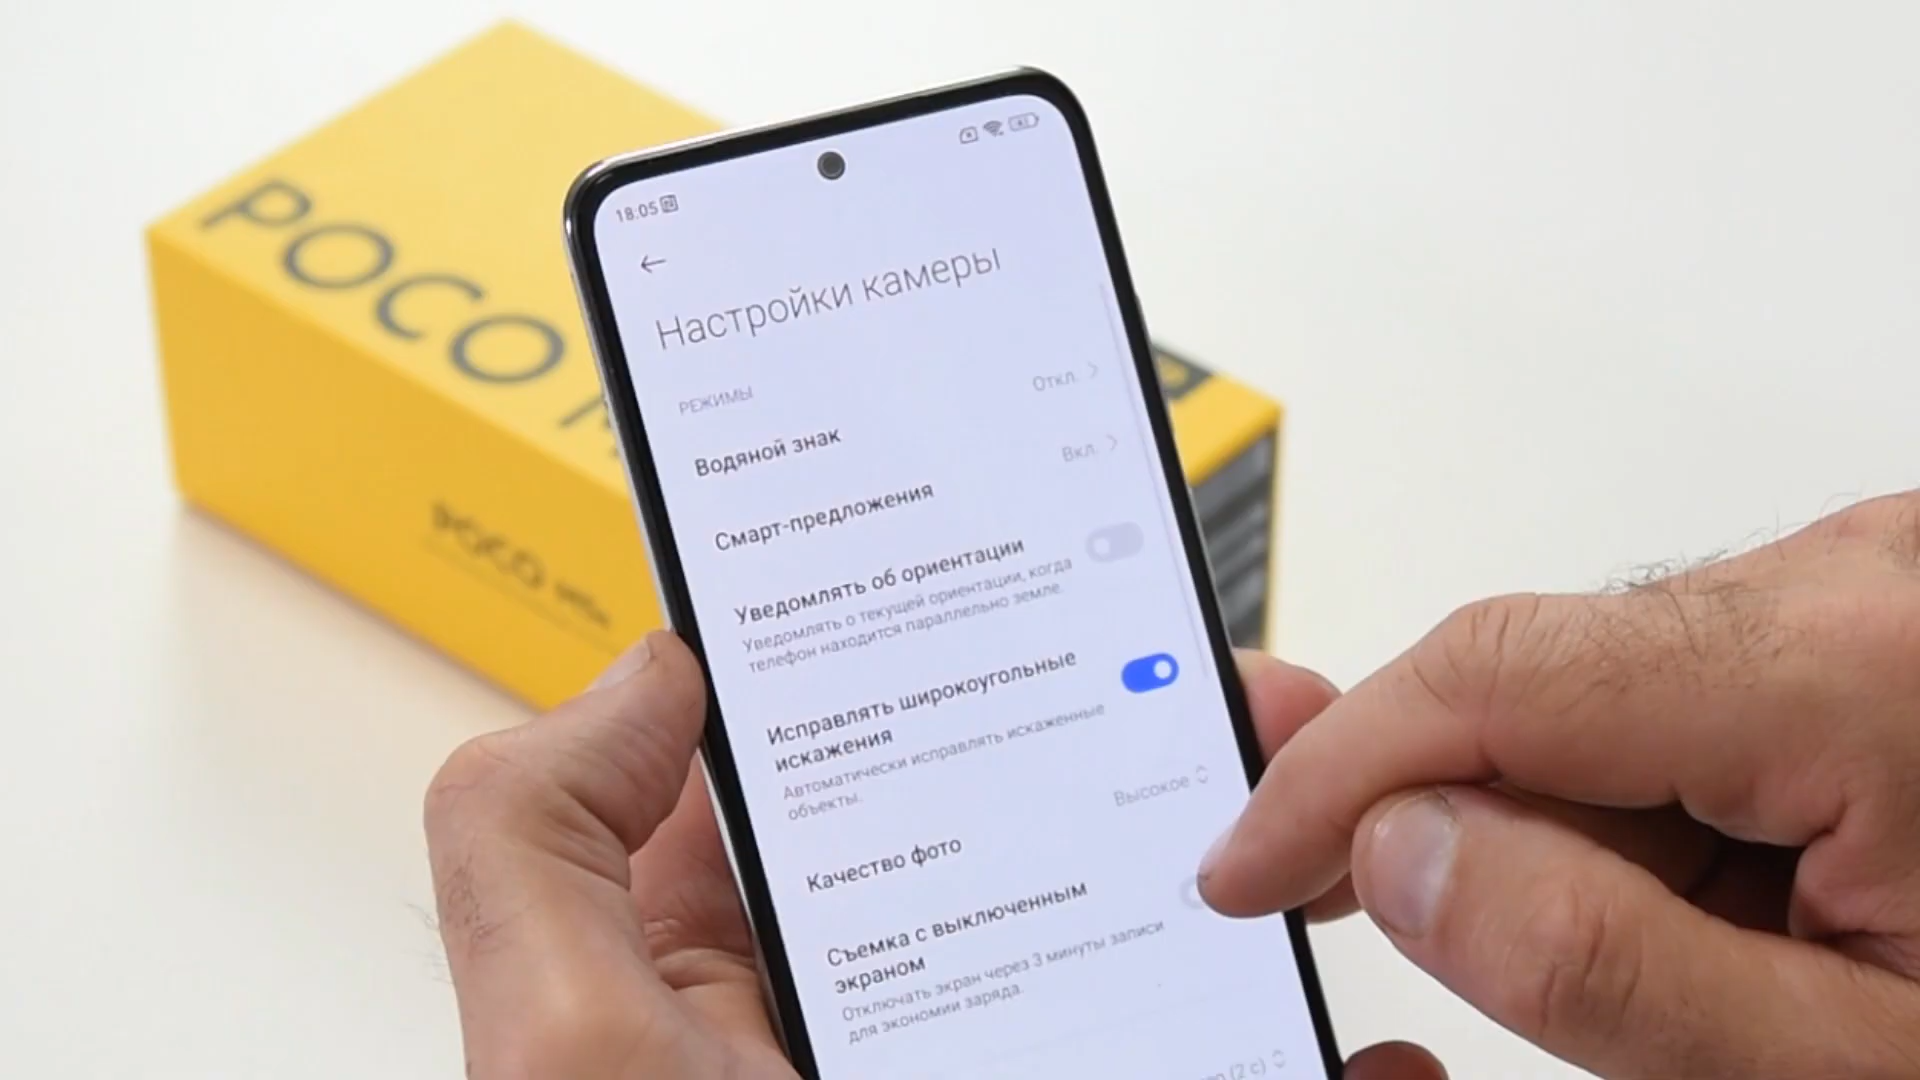 POCO
POCO
18:05
Настройки камеры
РЕЖИМЫ
Водяной знак
Откл.
Смарт-предложения
Вкл.
Уведомлять об ориентации
Уведомлять о текущей ориентации, когда
телефон находится параллельно земле.
Исправлять широкоугольные
искажения
Автоматически исправлять искаженные
объекты.
Качество фото
Высокое
Съемка с выключенным
экраном
Отключать экран через 3 минуты записи
для экономии заряда.
(2 с)